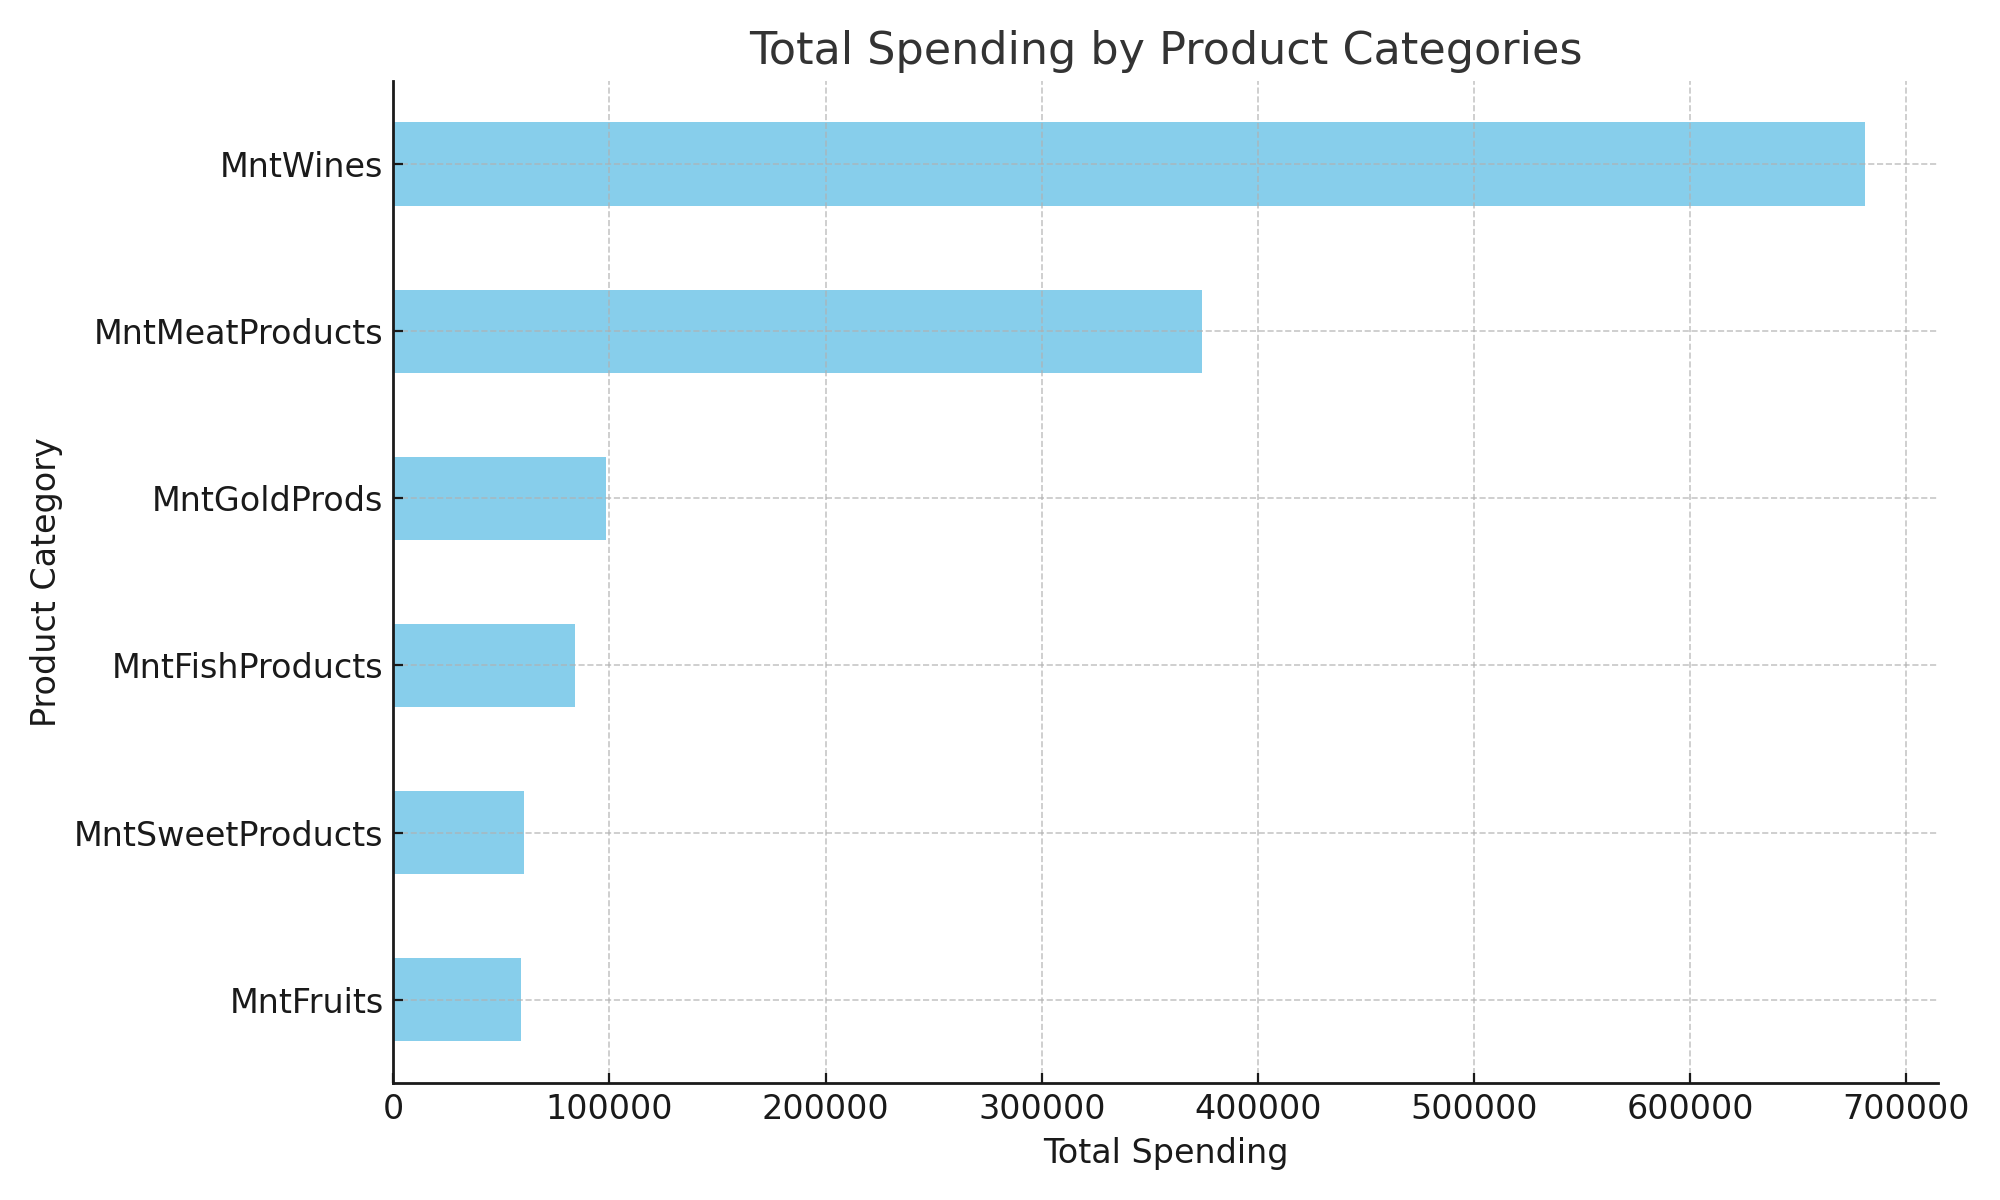 Total Spending by Product Categories
Product Category
MntWines
MntMeatProducts
MntGoldProds
MntFishProducts
MntSweetProducts
MntFruits
0 100000 200000 300000 400000 500000 600000 700000
Total Spending